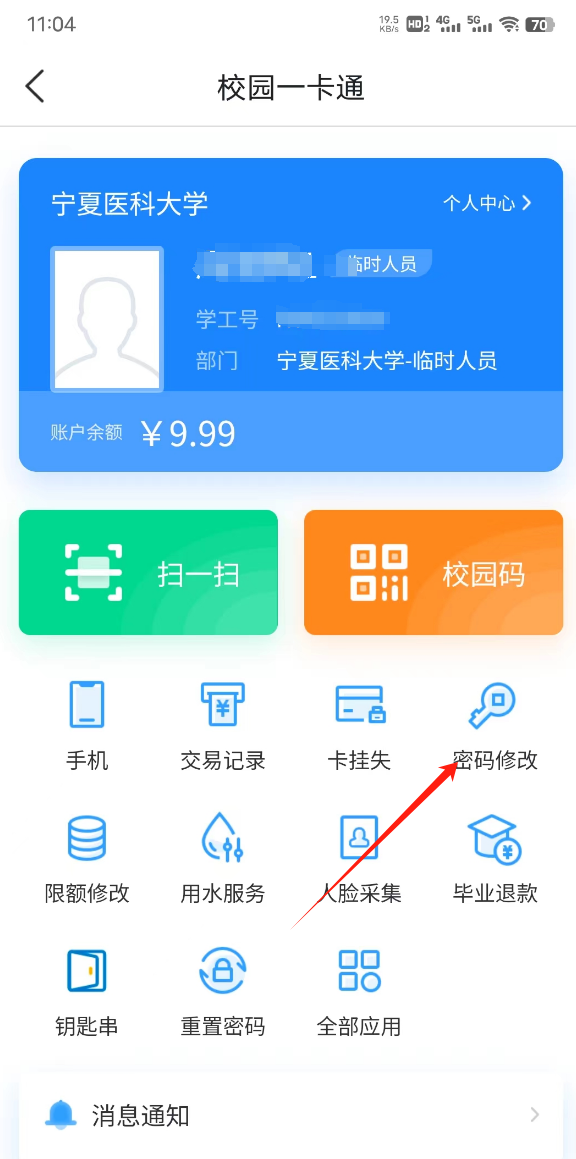 11:04
19.5 KB/s HD 1 2 4G 5G 70
校园一卡通
宁夏医科大学
个人中心
临时人员
学工号
部门 宁夏医科大学-临时人员
账户余额 ￥9.99
扫一扫 校园码
手机 交易记录 卡挂失 密码修改
限额修改 用水服务 人脸采集 毕业退款
钥匙串 重置密码 全部应用
消息通知